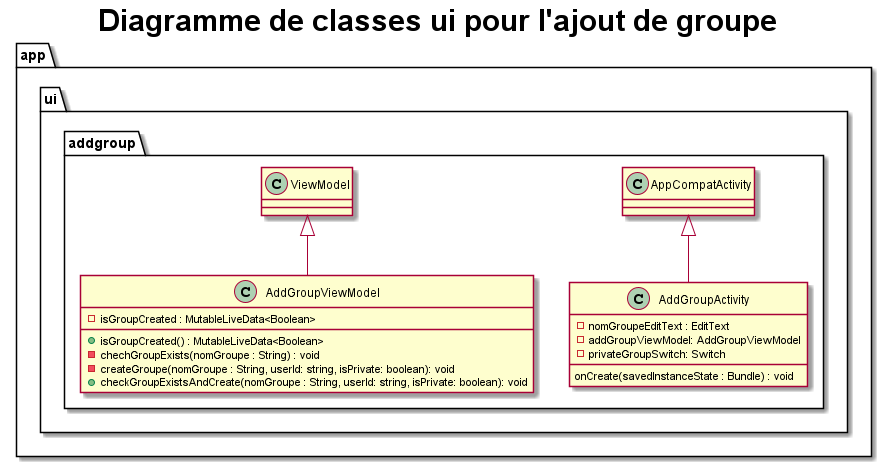 Diagramme de classes ui pour l'ajout de groupe
app
ui
addgroup
C ViewModel
C AppCompatActivity
C AddGroupViewModel
isGroupCreated : MutableLiveData<Boolean>
isGroupCreated() : MutableLiveData<Boolean>
chechGroupExists(nomGroupe : String) : void
createGroupe(nomGroupe : String, userId: string, isPrivate: boolean): void
checkGroupExistsAndCreate(nomGroupe : String, userId: string, isPrivate: boolean): void
C AddGroupActivity
nomGroupeEditText : EditText
addGroupViewModel: AddGroupViewModel
privateGroupSwitch: Switch
onCreate(savedInstanceState : Bundle) : void